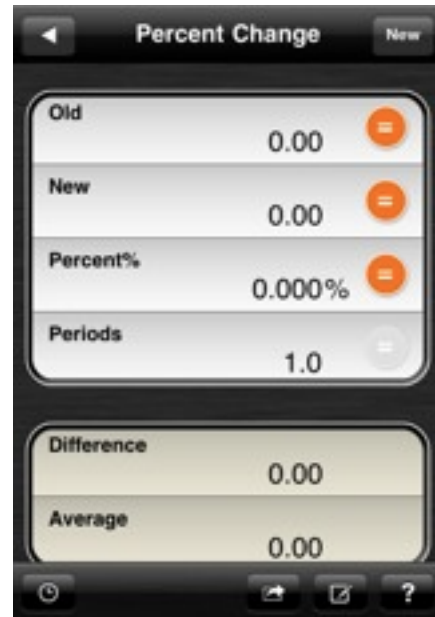 Percent Change
New
Old
0.00
=
New
0.00
=
Percent%
0.000%
=
Periods
1.0
=
Difference
0.00
Average
0.00
?